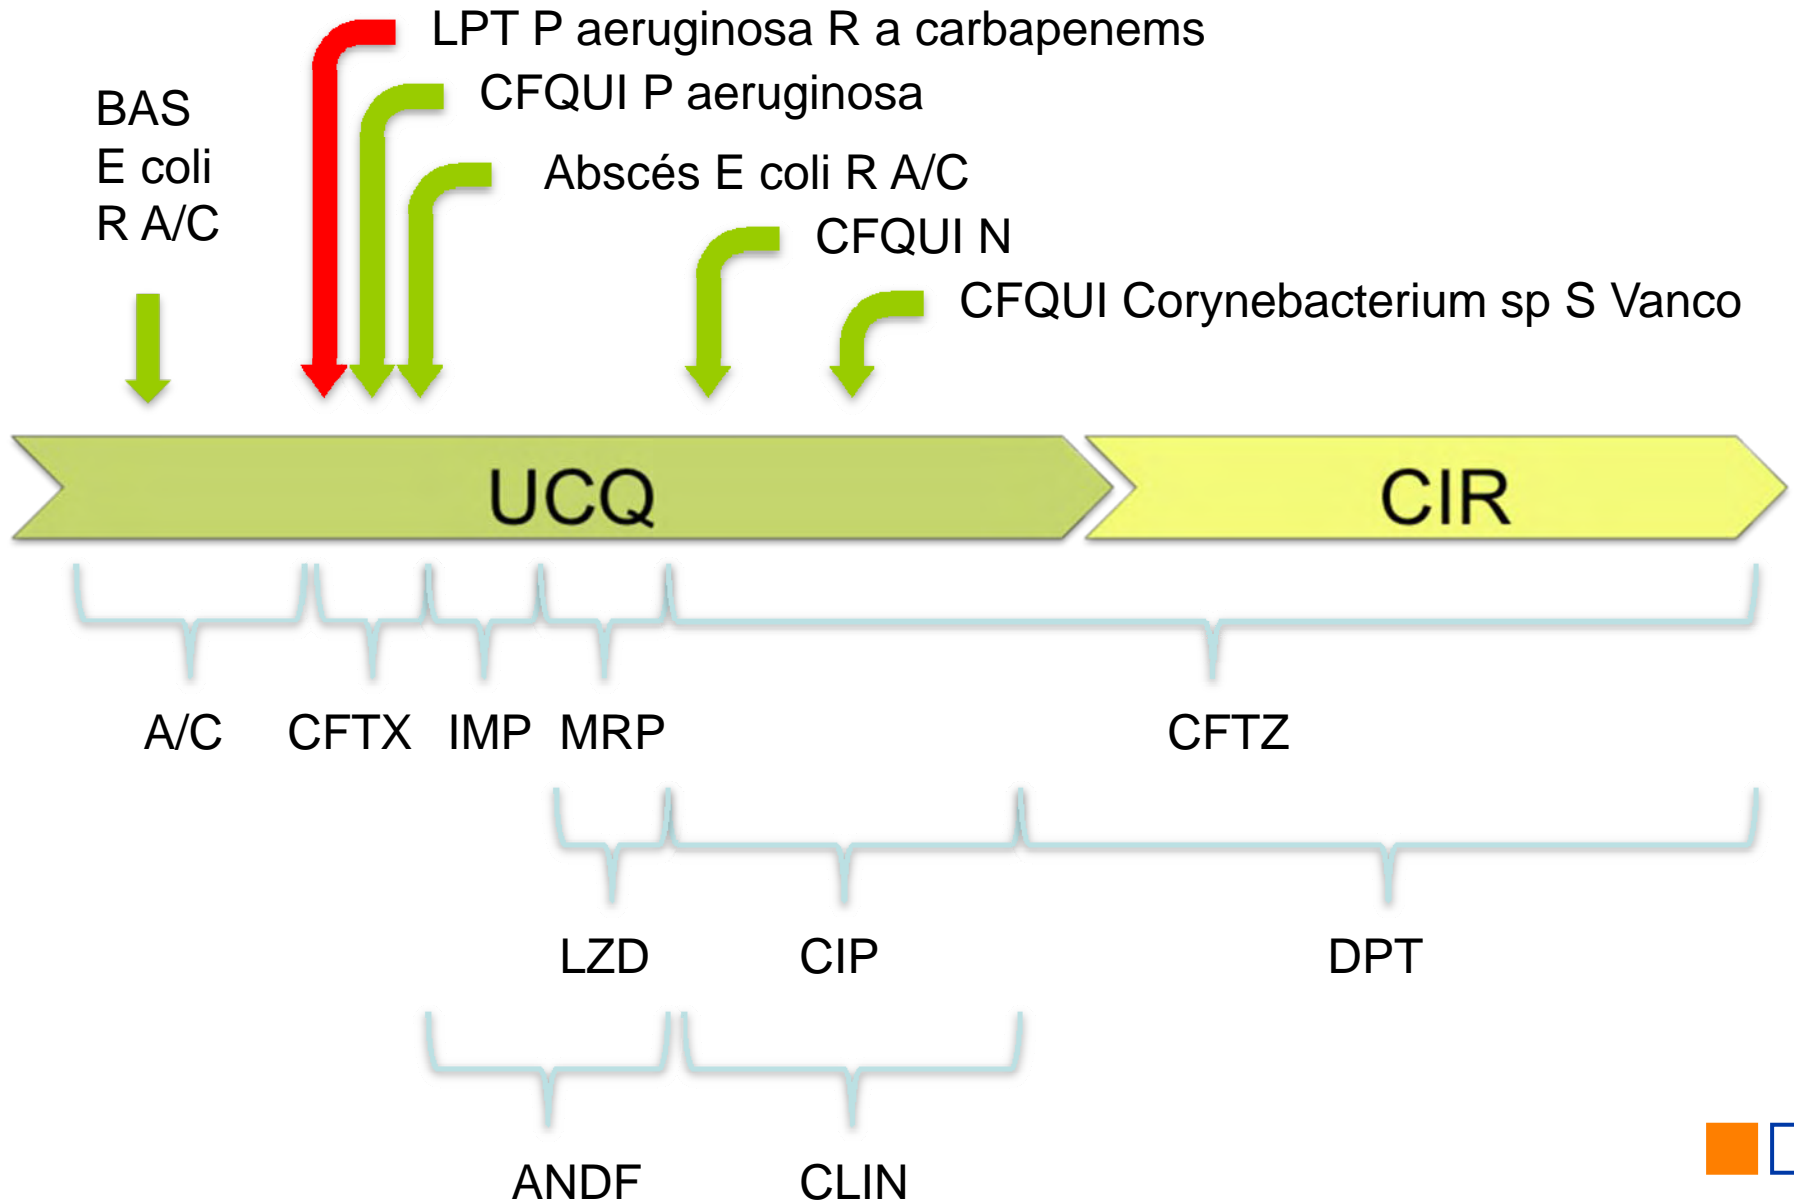 LPT P aeruginosa R a carbapenems
CFQUI P aeruginosa
BAS
E coli
R A/C
Abscés E coli R A/C
CFQUI N
CFQUI Corynebacterium sp S Vanco
UCQ
CIR
A/C
CFTX
IMP
MRP
CFTZ
LZD
CIP
DPT
ANDF
CLIN